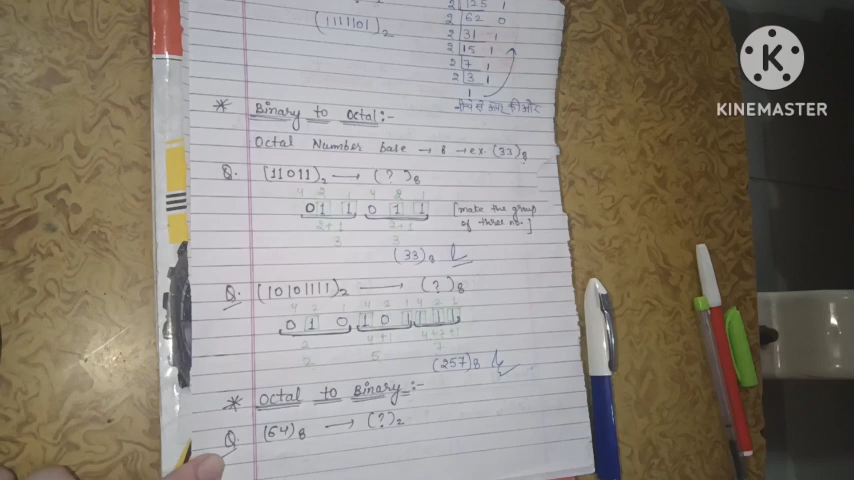 (1111101)₂
2 125 1
2 62 0
2 31 1
2 15 1
2 7 1
2 3 1
1
नीचे से ऊपर की ओर
KINEMASTER
* Binary to Octal:-
Octal Number base → 8 → ex. (33)₈
Q. (11011)₂ → (?)₈
4 2 1 4 2 1
0 1 1 0 1 1 [make the group
of three no.]
2+1 2+1
3 3
(33)₈
Q. (10101111)₂ → (?)₈
4 2 1 4 2 1 4 2 1
0 1 0 1 0 1 1 1 1
2 4+1 4+2+1
2 5 7
(257)₈
* Octal to Binary:-
Q. (64)₈ → (?)₂